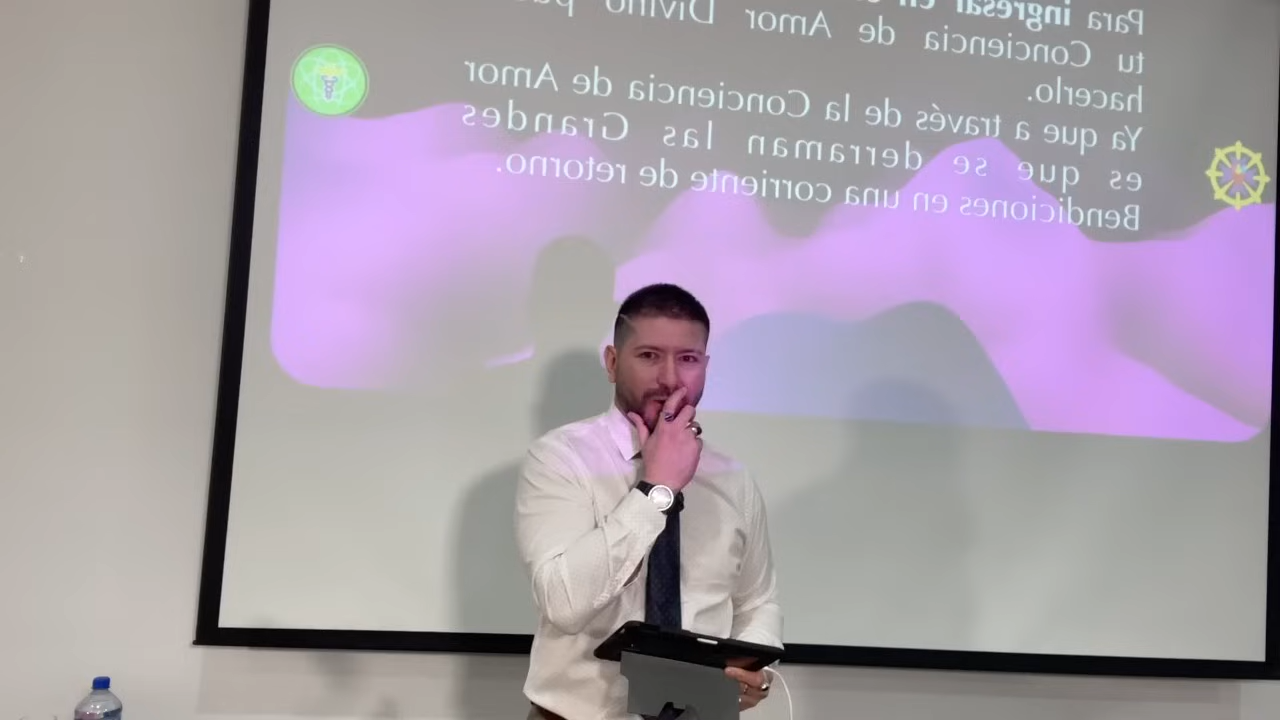 Para ingresar en
tu Conciencia de Amor Divino
hacerlo.
Ya que a través de la Conciencia de Amor
es que se derraman las Grandes
Bendiciones en una corriente de retorno.